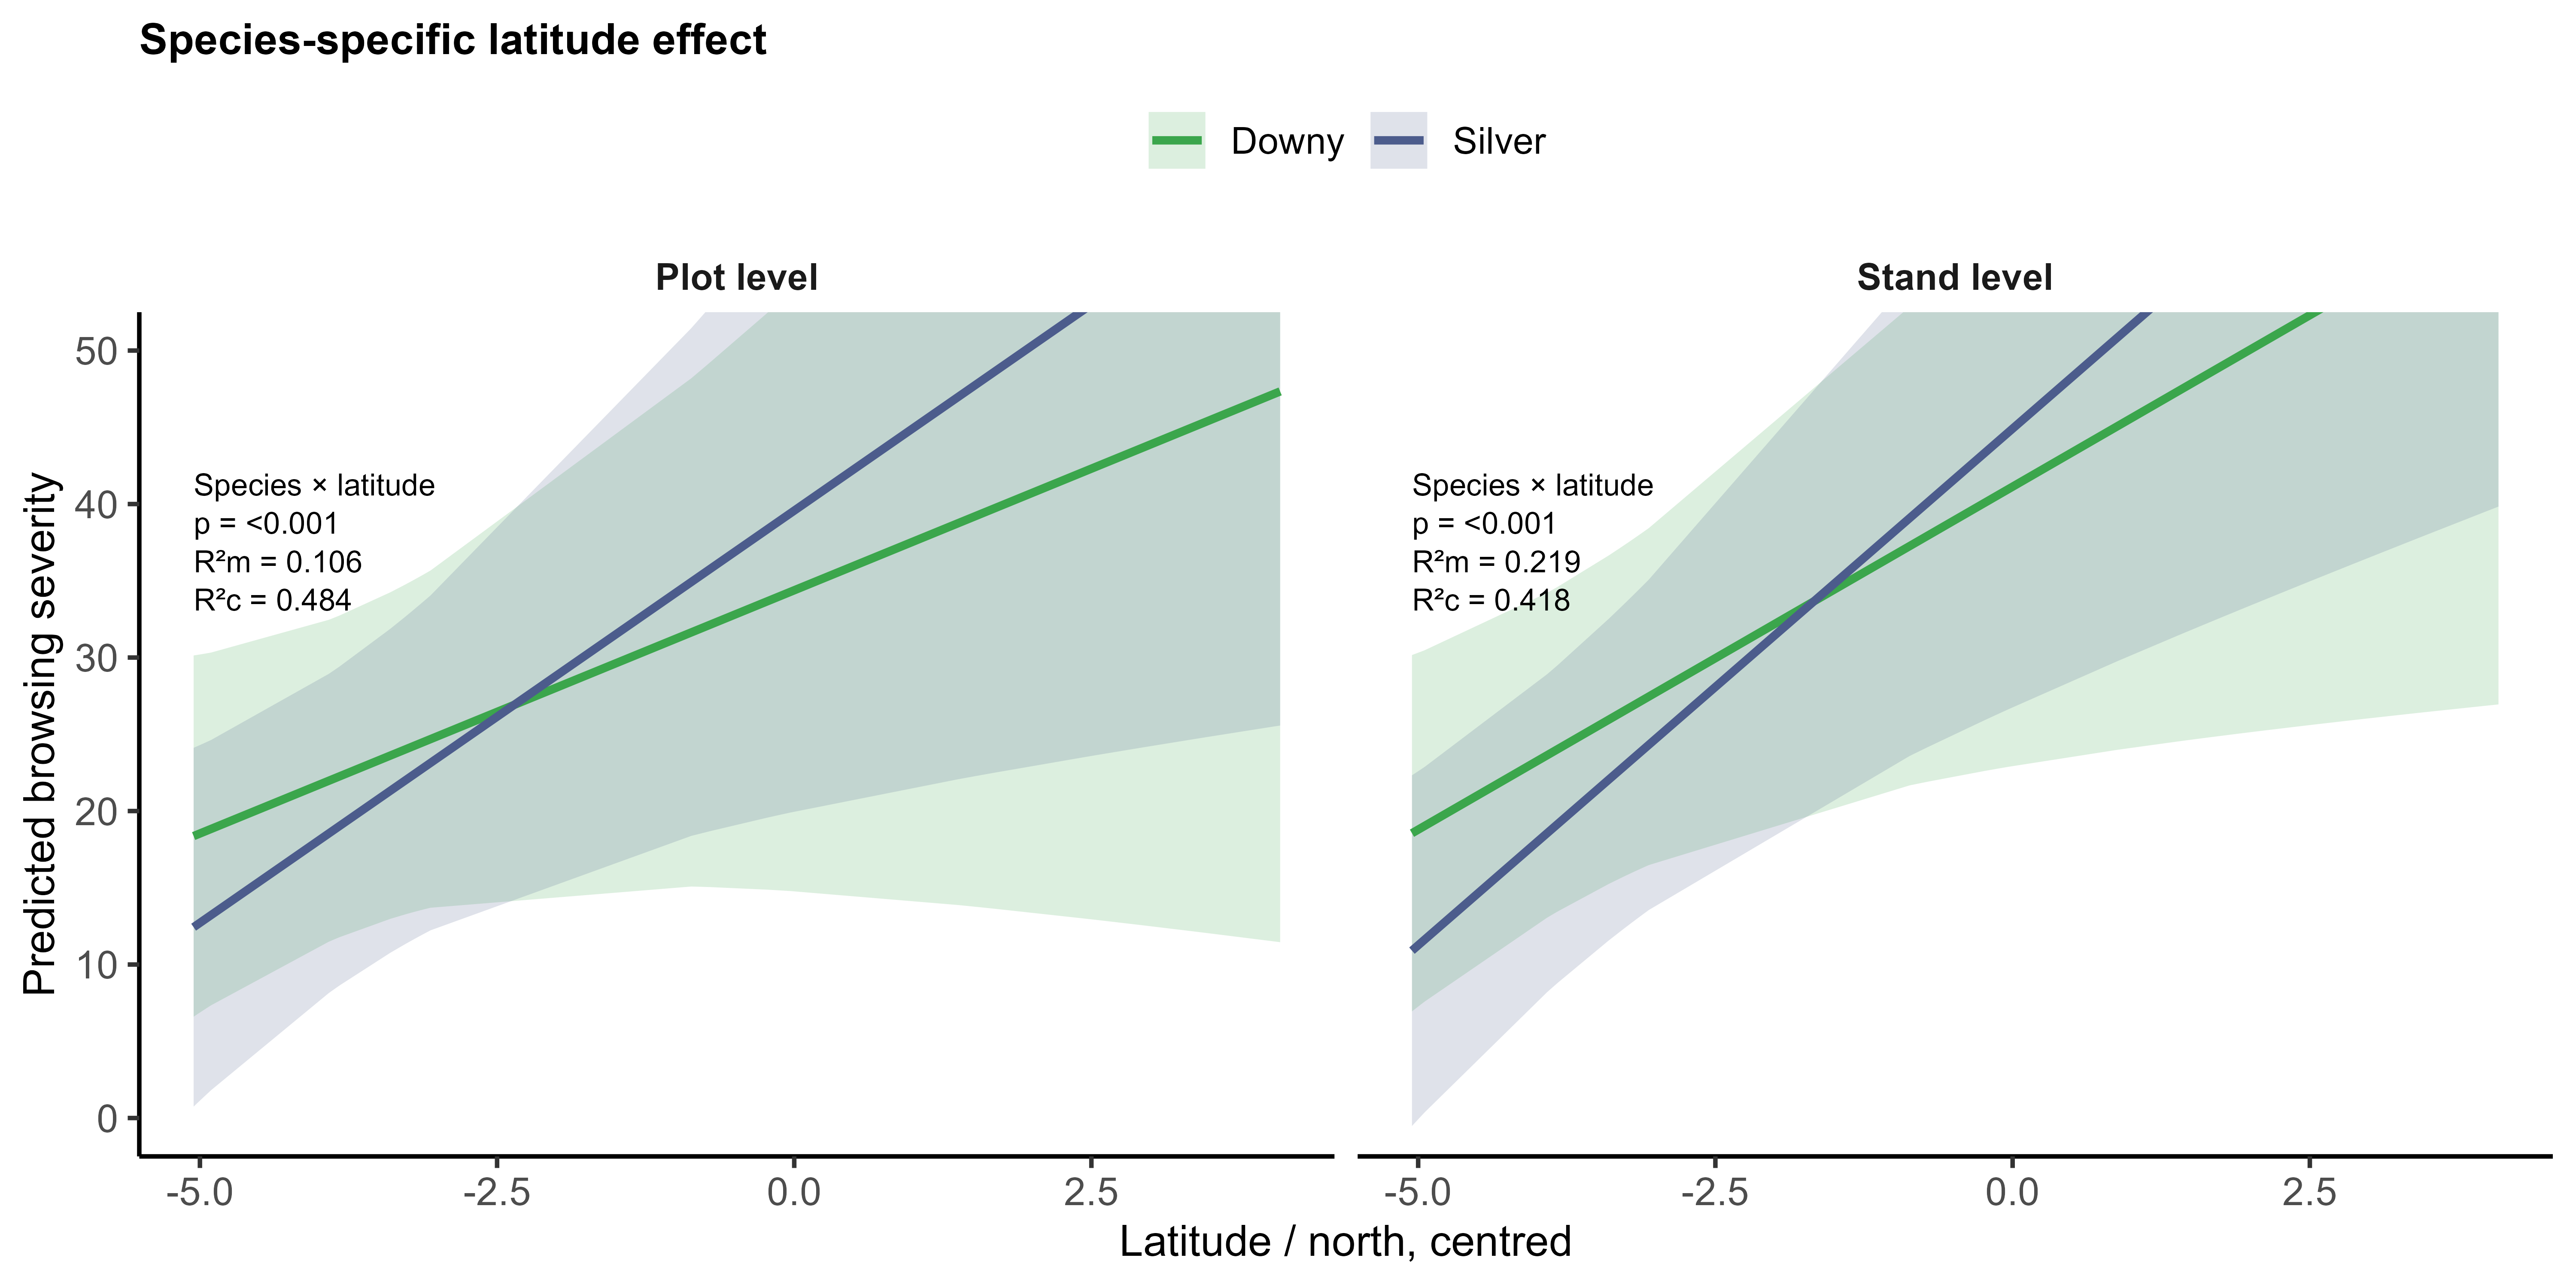 Species-specific latitude effect
Downy Silver
Plot level
Stand level
Predicted browsing severity
50
40
30
20
10
0
Species × latitude
p = <0.001
R²m = 0.106
R²c = 0.484
Species × latitude
p = <0.001
R²m = 0.219
R²c = 0.418
-5.0 -2.5 0.0 2.5
-5.0 -2.5 0.0 2.5
Latitude / north, centred